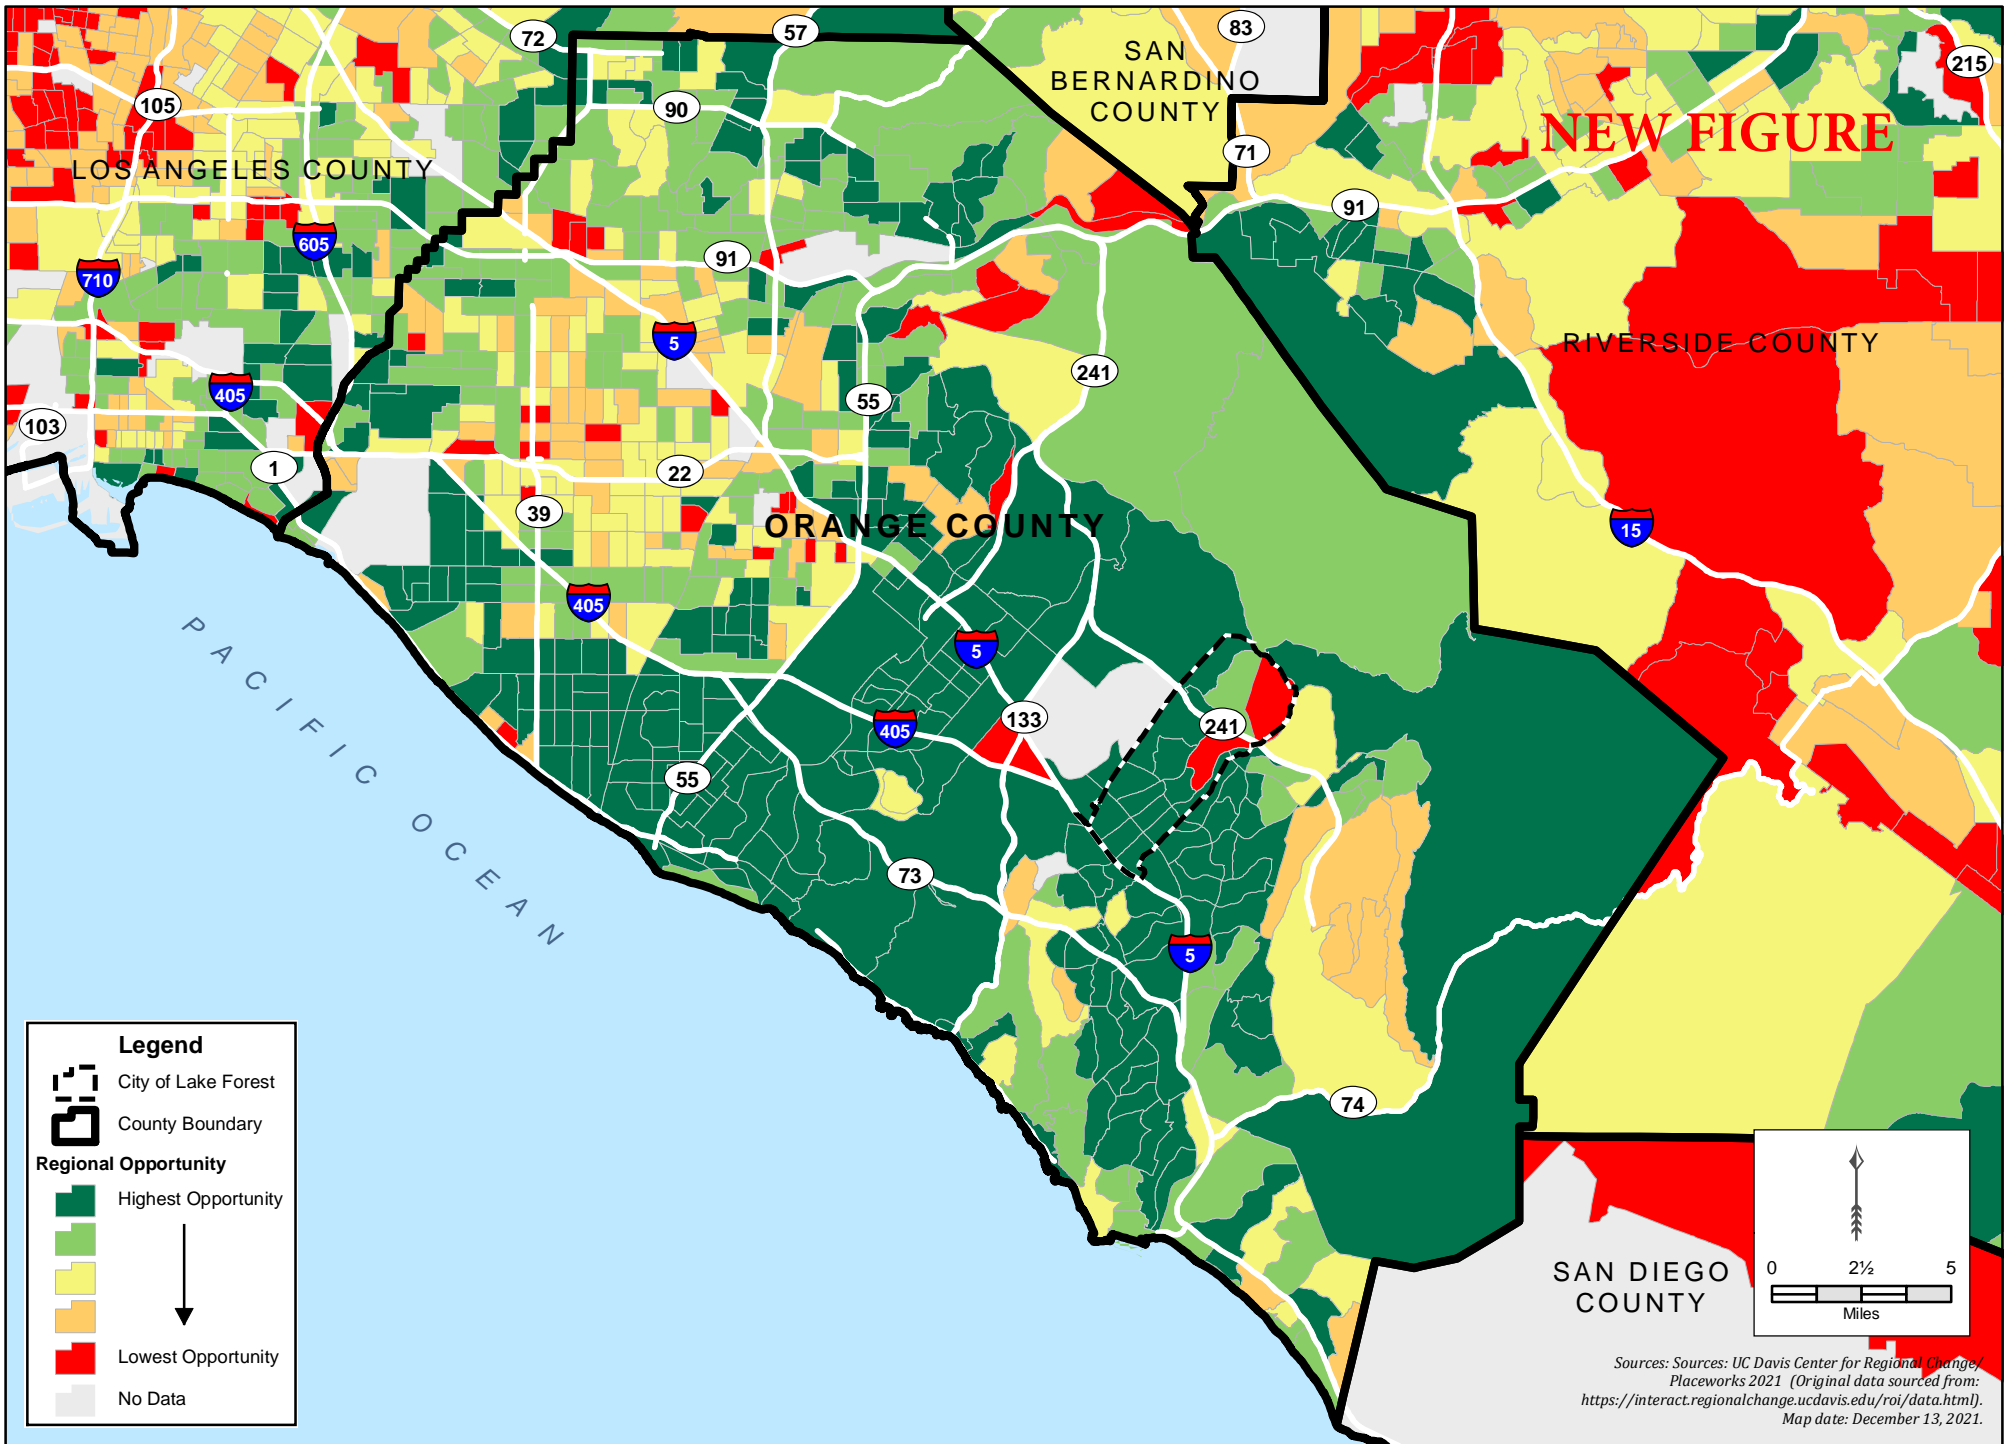 72
57
83
SAN
BERNARDINO
COUNTY
215
105
90
NEW FIGURE
71
LOS ANGELES COUNTY
91
605
91
710
5
RIVERSIDE COUNTY
241
405
55
103
1
22
39
ORANGE COUNTY
15
405
5
PACIFIC OCEAN
133
241
405
55
73
5
74
Legend
City of Lake Forest
County Boundary
Regional Opportunity
Highest Opportunity
Lowest Opportunity
No Data
SAN DIEGO
COUNTY
0 2½ 5
Miles
Sources: Sources: UC Davis Center for Regional Change/
Placeworks 2021 (Original data sourced from:
https://interact.regionalchange.ucdavis.edu/roi/data.html).
Map date: December 13, 2021.